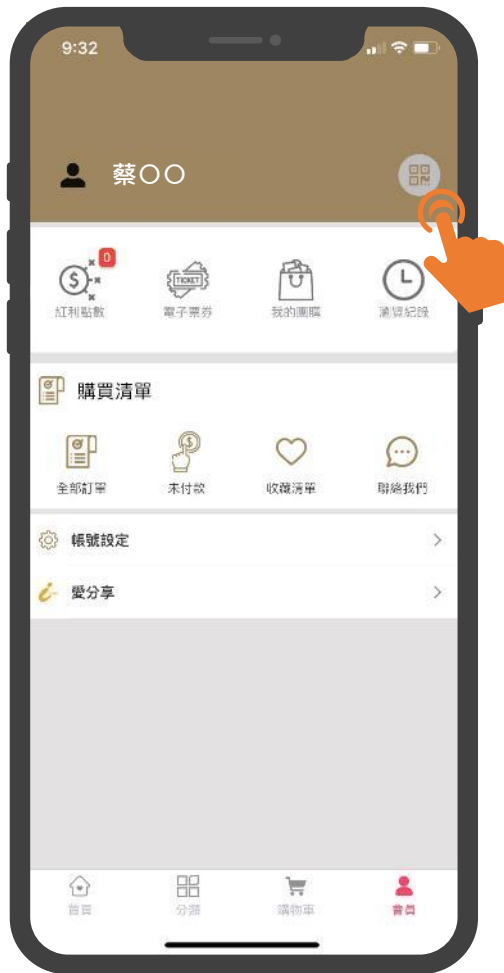 9:32
蔡○○
0
TICKET
紅利點數 電子票券 我的團購 瀏覽紀錄
購買清單
全部訂單 未付款 收藏清單 聯絡我們
帳號設定
愛分享
首頁 分類 購物車 會員